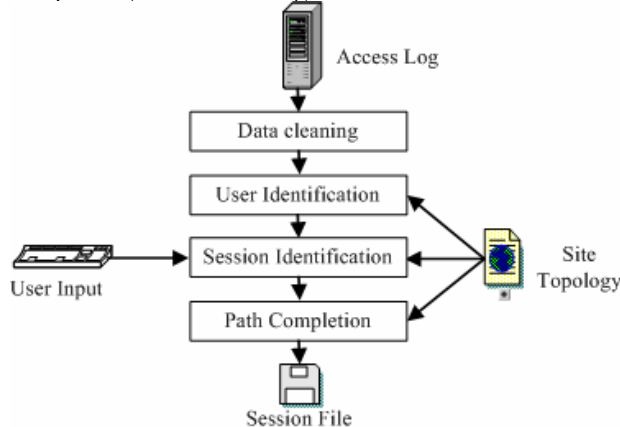 Access Log
Data cleaning
User Identification
Session Identification
User Input
Site
Topology
Path Completion
Session File